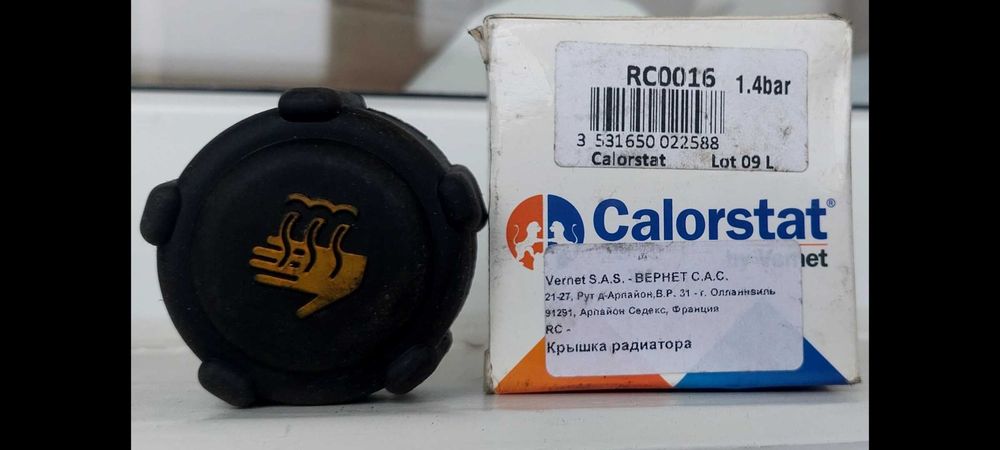 RC0016 1.4bar
3 531650 022588
Calorstat Lot 09 L
Calorstat®
by Vernet
Vernet S.A.S. - ВЕРНЕТ С.А.С.
21-27, Рут д-Арпайон,В.Р. 31 - г. Олланнвиль
91291, Арпайон Седекс, Франция
RC -
Крышка радиатора